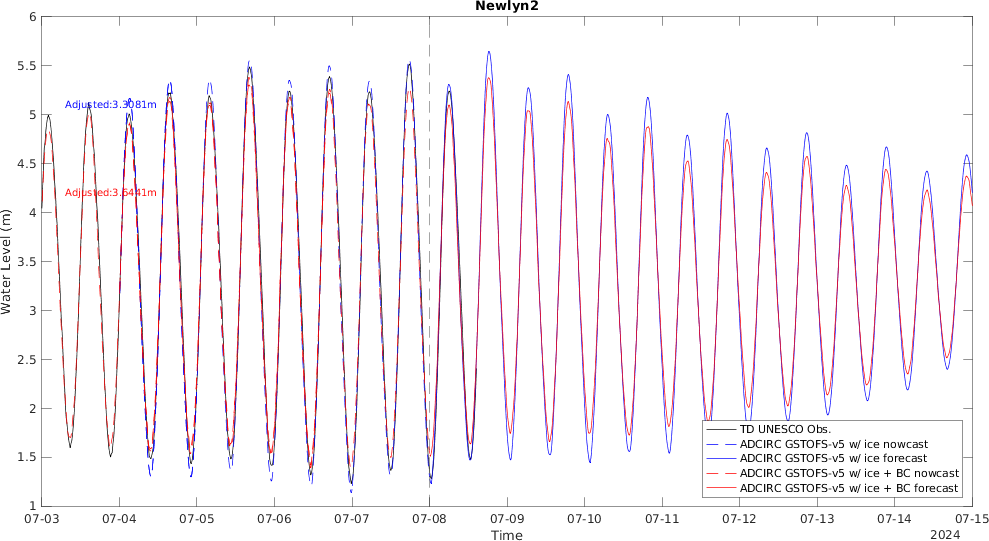 Newlyn2
6
5.5
5
4.5
4
3.5
3
2.5
2
1.5
1
Water Level (m)
Adjusted:3.3081m
Adjusted:3.6441m
TD UNESCO Obs.
ADCIRC GSTOFS-v5 w/ ice nowcast
ADCIRC GSTOFS-v5 w/ ice forecast
ADCIRC GSTOFS-v5 w/ ice + BC nowcast
ADCIRC GSTOFS-v5 w/ ice + BC forecast
07-03 07-04 07-05 07-06 07-07 07-08 07-09 07-10 07-11 07-12 07-13 07-14 07-15
Time
2024